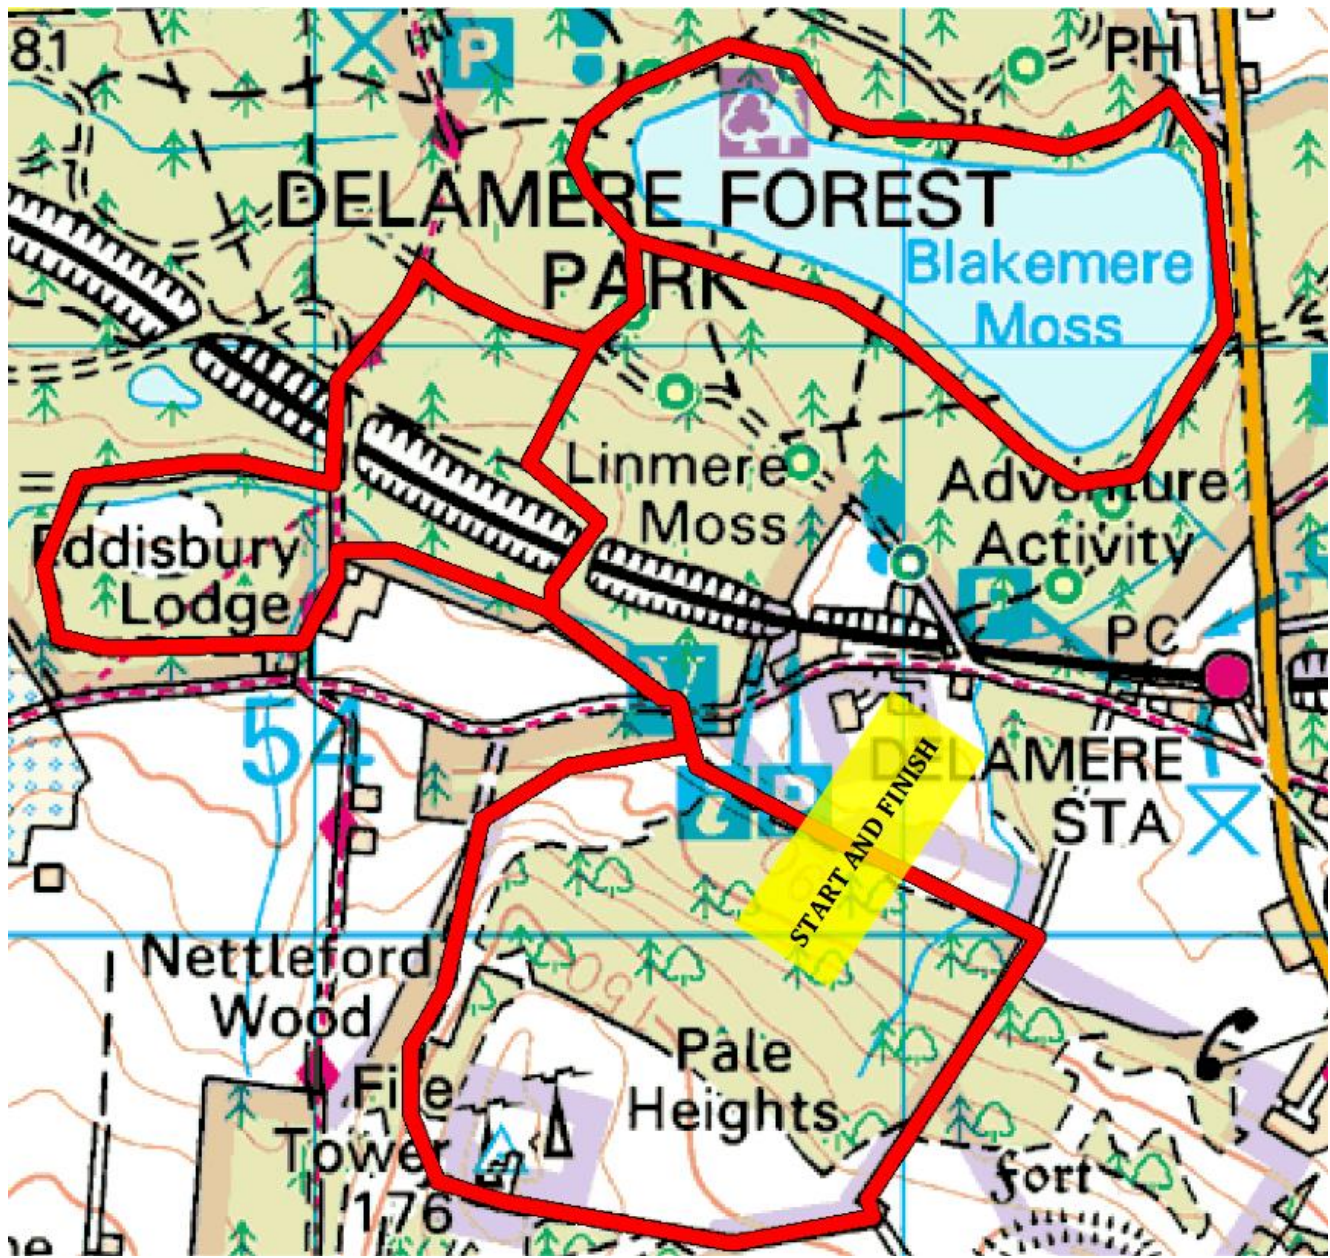 81
P
PH
DELAMERE FOREST
PARK
Blakemere
Moss
Linmere
Moss
Adventure
Activity
=
Eddisbury
Lodge
P
PC
V
54
DELAMERE
STA
i
P
START AND FINISH
Nettleford
Wood
150
Pale
Heights
Fire
Tower
176
Fort